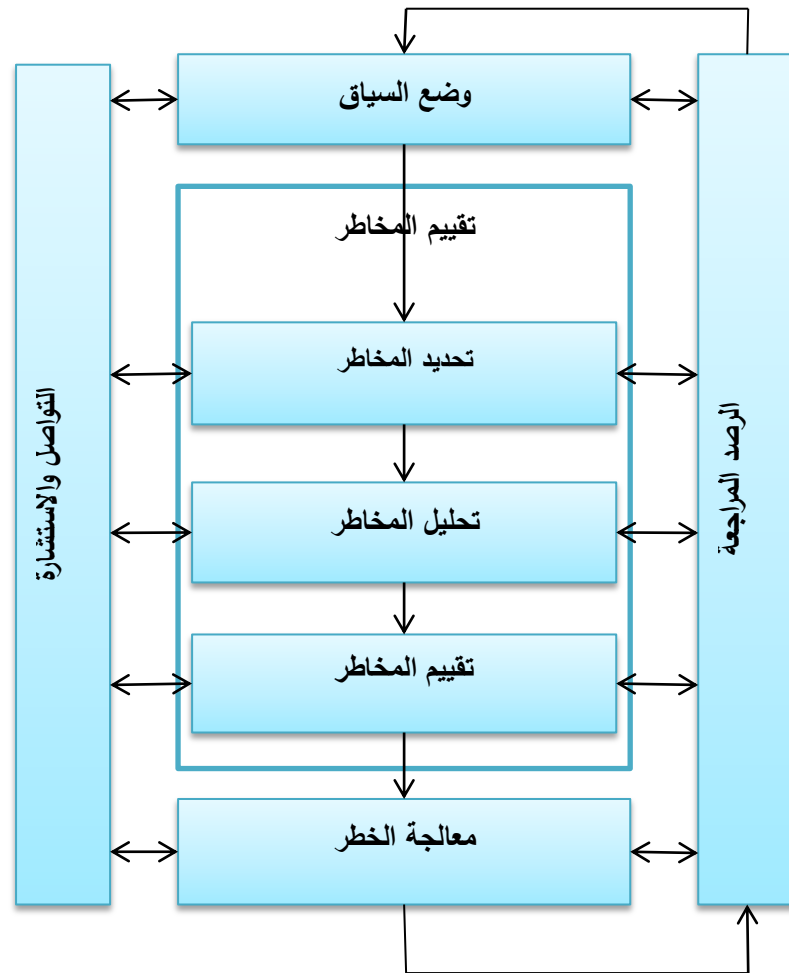 وضع السياق
تقييم المخاطر
تحديد المخاطر
تحليل المخاطر
تقييم المخاطر
معالجة الخطر
الرصد المراجعة
التواصل والاستشارة